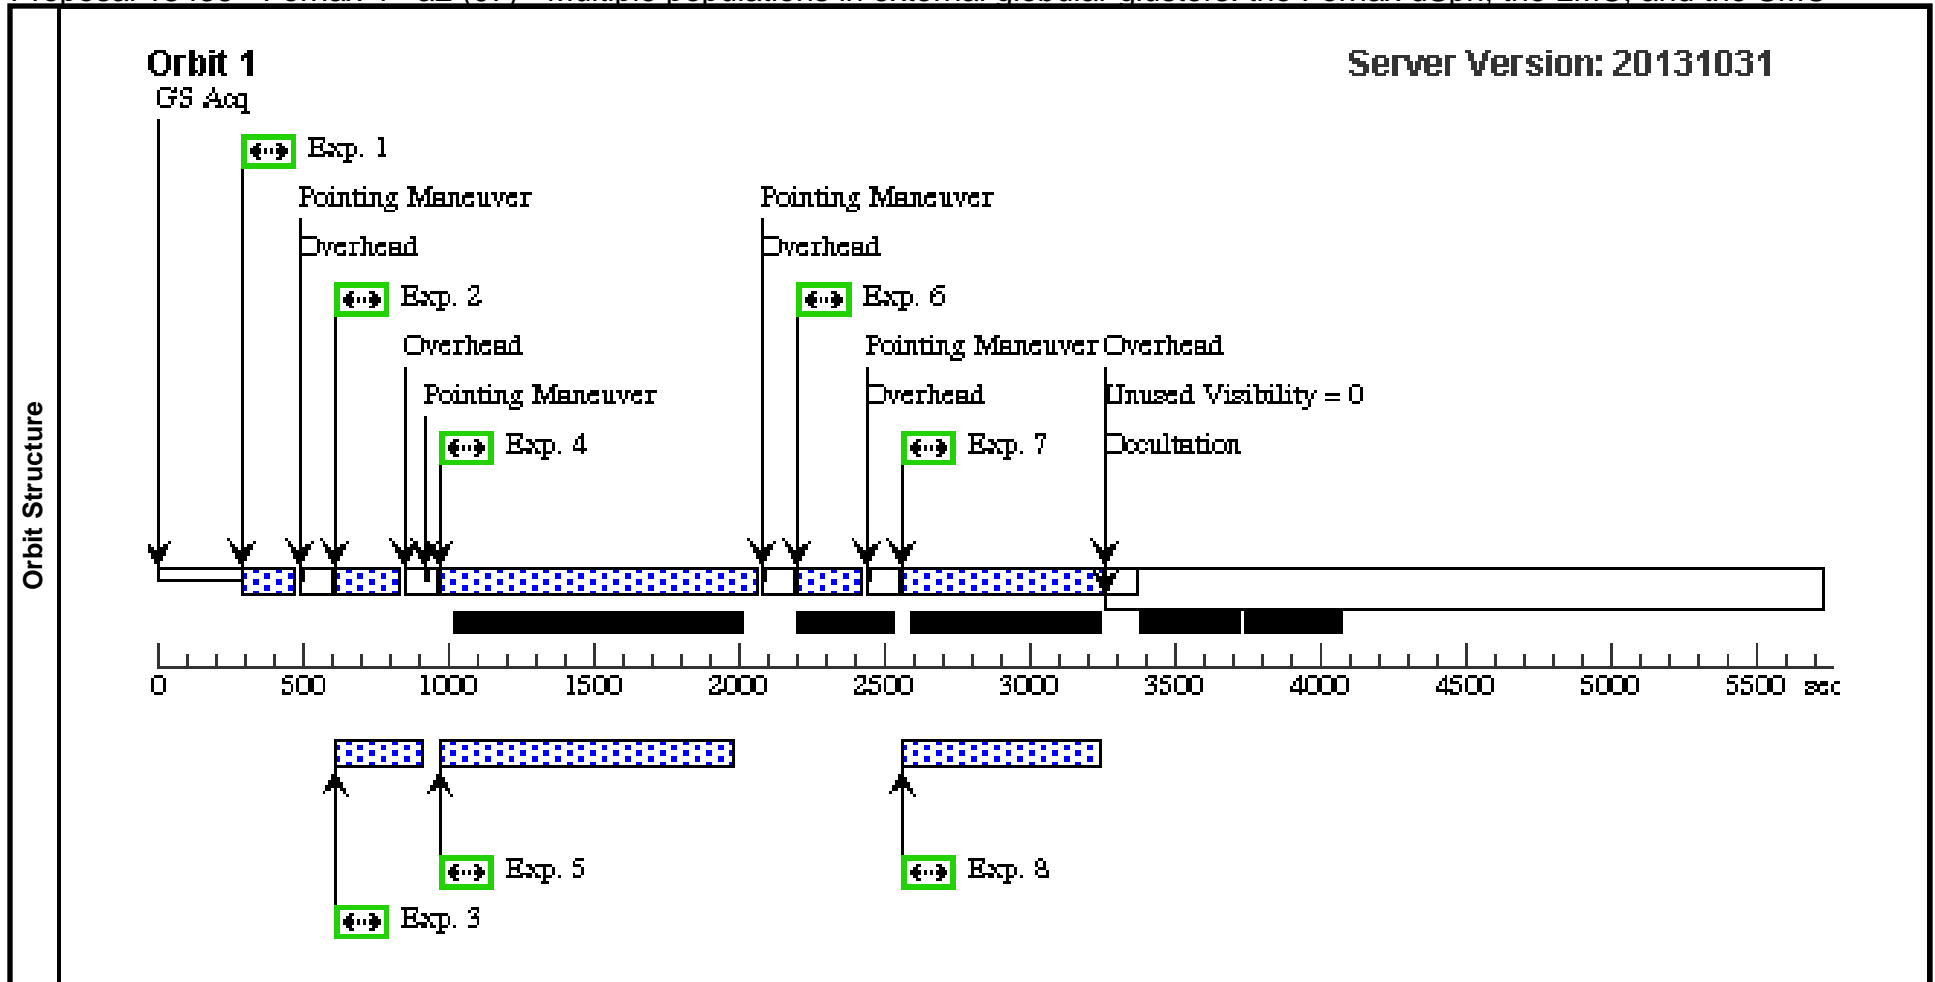 Orbit 1
Server Version: 20131031
GS Acq
Exp. 1
Pointing Maneuver Pointing Maneuver
Overhead Overhead
Exp. 2 Exp. 6
Overhead Pointing Maneuver Overhead
Pointing Maneuver Overhead Unused Visibility = 0
Exp. 4 Exp. 7 Occultation
Orbit Structure
0 500 1000 1500 2000 2500 3000 3500 4000 4500 5000 5500 sec
Exp. 5 Exp. 8
Exp. 3